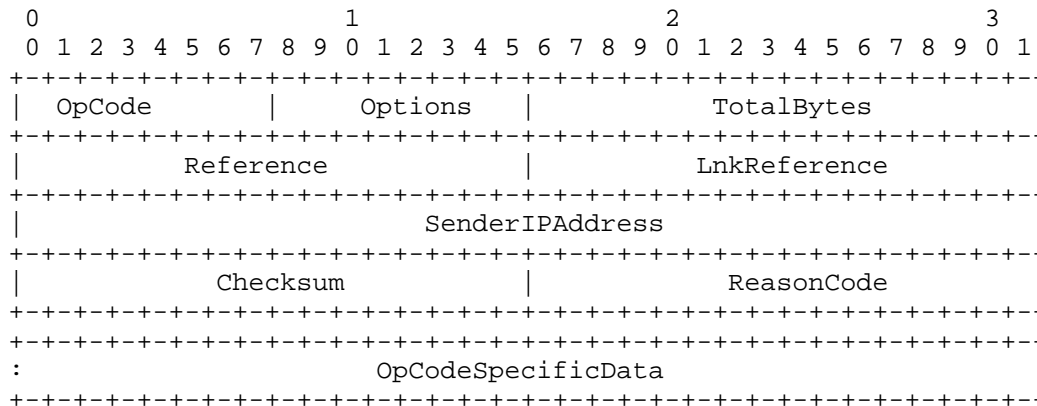 0                   1                   2                   3
0 1 2 3 4 5 6 7 8 9 0 1 2 3 4 5 6 7 8 9 0 1 2 3 4 5 6 7 8 9 0 1
+-+-+-+-+-+-+-+-+-+-+-+-+-+-+-+-+-+-+-+-+-+-+-+-+-+-+-+-+-+-+-+-
|  OpCode       |     Options   |           TotalBytes
+-+-+-+-+-+-+-+-+-+-+-+-+-+-+-+-+-+-+-+-+-+-+-+-+-+-+-+-+-+-+-+-
|          Reference            |          LnkReference
+-+-+-+-+-+-+-+-+-+-+-+-+-+-+-+-+-+-+-+-+-+-+-+-+-+-+-+-+-+-+-+-
|                         SenderIPAddress
+-+-+-+-+-+-+-+-+-+-+-+-+-+-+-+-+-+-+-+-+-+-+-+-+-+-+-+-+-+-+-+-
|            Checksum           |            ReasonCode
+-+-+-+-+-+-+-+-+-+-+-+-+-+-+-+-+-+-+-+-+-+-+-+-+-+-+-+-+-+-+-+-
+-+-+-+-+-+-+-+-+-+-+-+-+-+-+-+-+-+-+-+-+-+-+-+-+-+-+-+-+-+-+-+-
:                      OpCodeSpecificData
+-+-+-+-+-+-+-+-+-+-+-+-+-+-+-+-+-+-+-+-+-+-+-+-+-+-+-+-+-+-+-+-